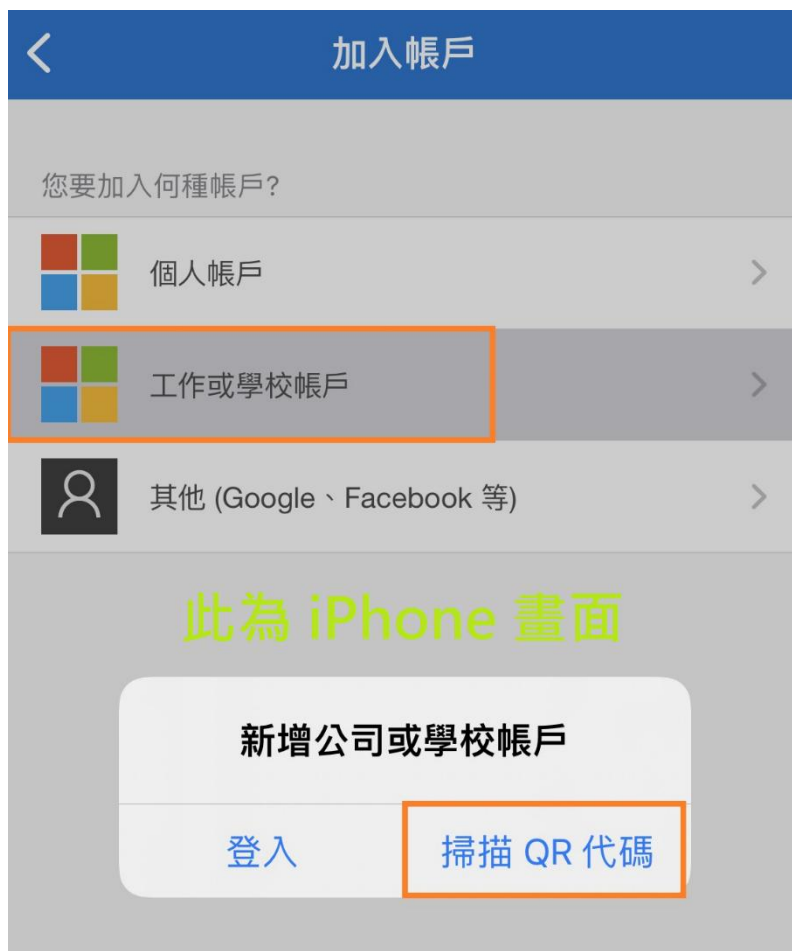 加入帳戶
您要加入何種帳戶?
個人帳戶
工作或學校帳戶
其他 (Google、Facebook 等)
此為 iPhone 畫面
新增公司或學校帳戶
登入
掃描 QR 代碼